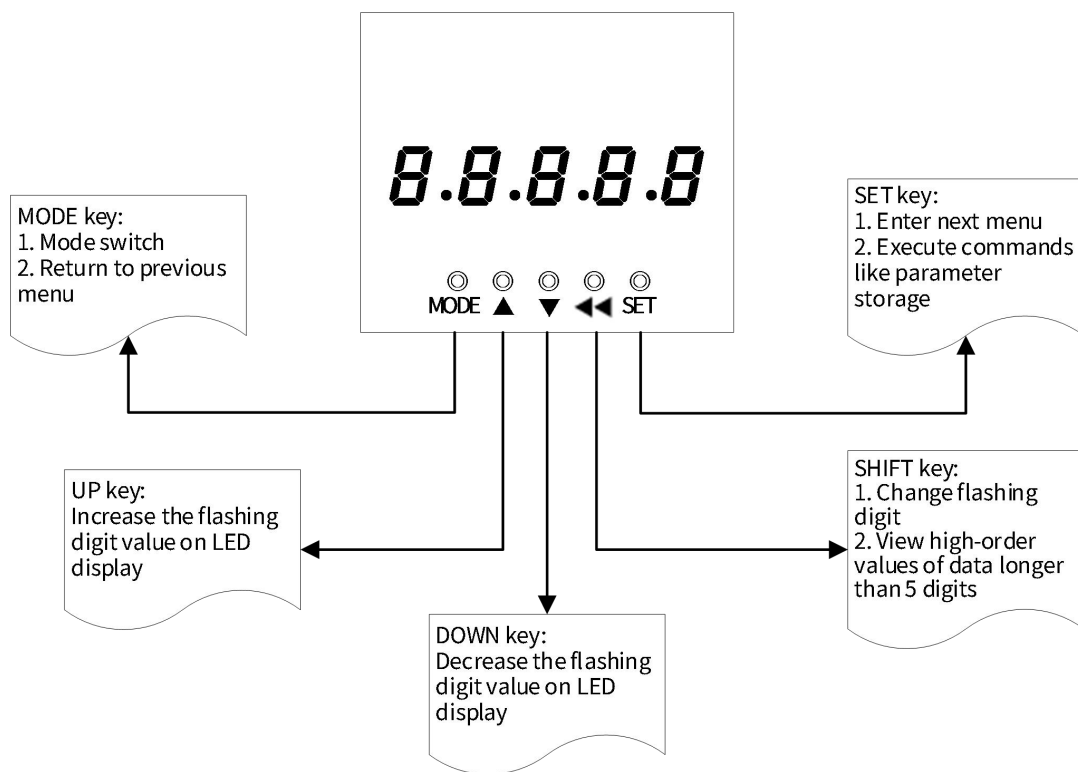 8.8.8.8.8
MODE ▲ ▼ ◀◀ SET
MODE key:
1. Mode switch
2. Return to previous
menu
SET key:
1. Enter next menu
2. Execute commands
like parameter
storage
UP key:
Increase the flashing
digit value on LED
display
SHIFT key:
1. Change flashing
digit
2. View high-order
values of data longer
than 5 digits
DOWN key:
Decrease the flashing
digit value on LED
display